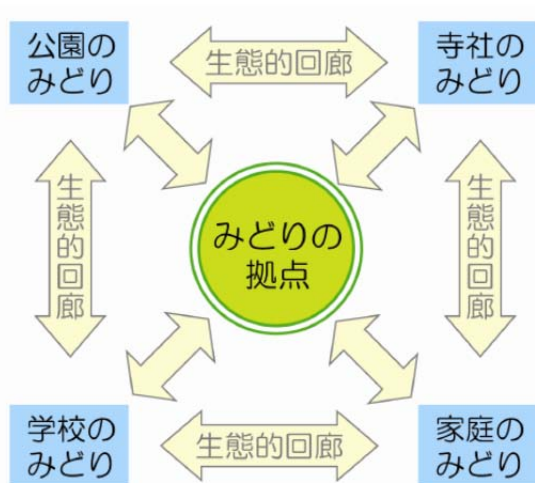 公園の
みどり
生態的回廊
寺社の
みどり
生態的回廊
みどりの
拠点
生態的回廊
学校の
みどり
生態的回廊
家庭の
みどり